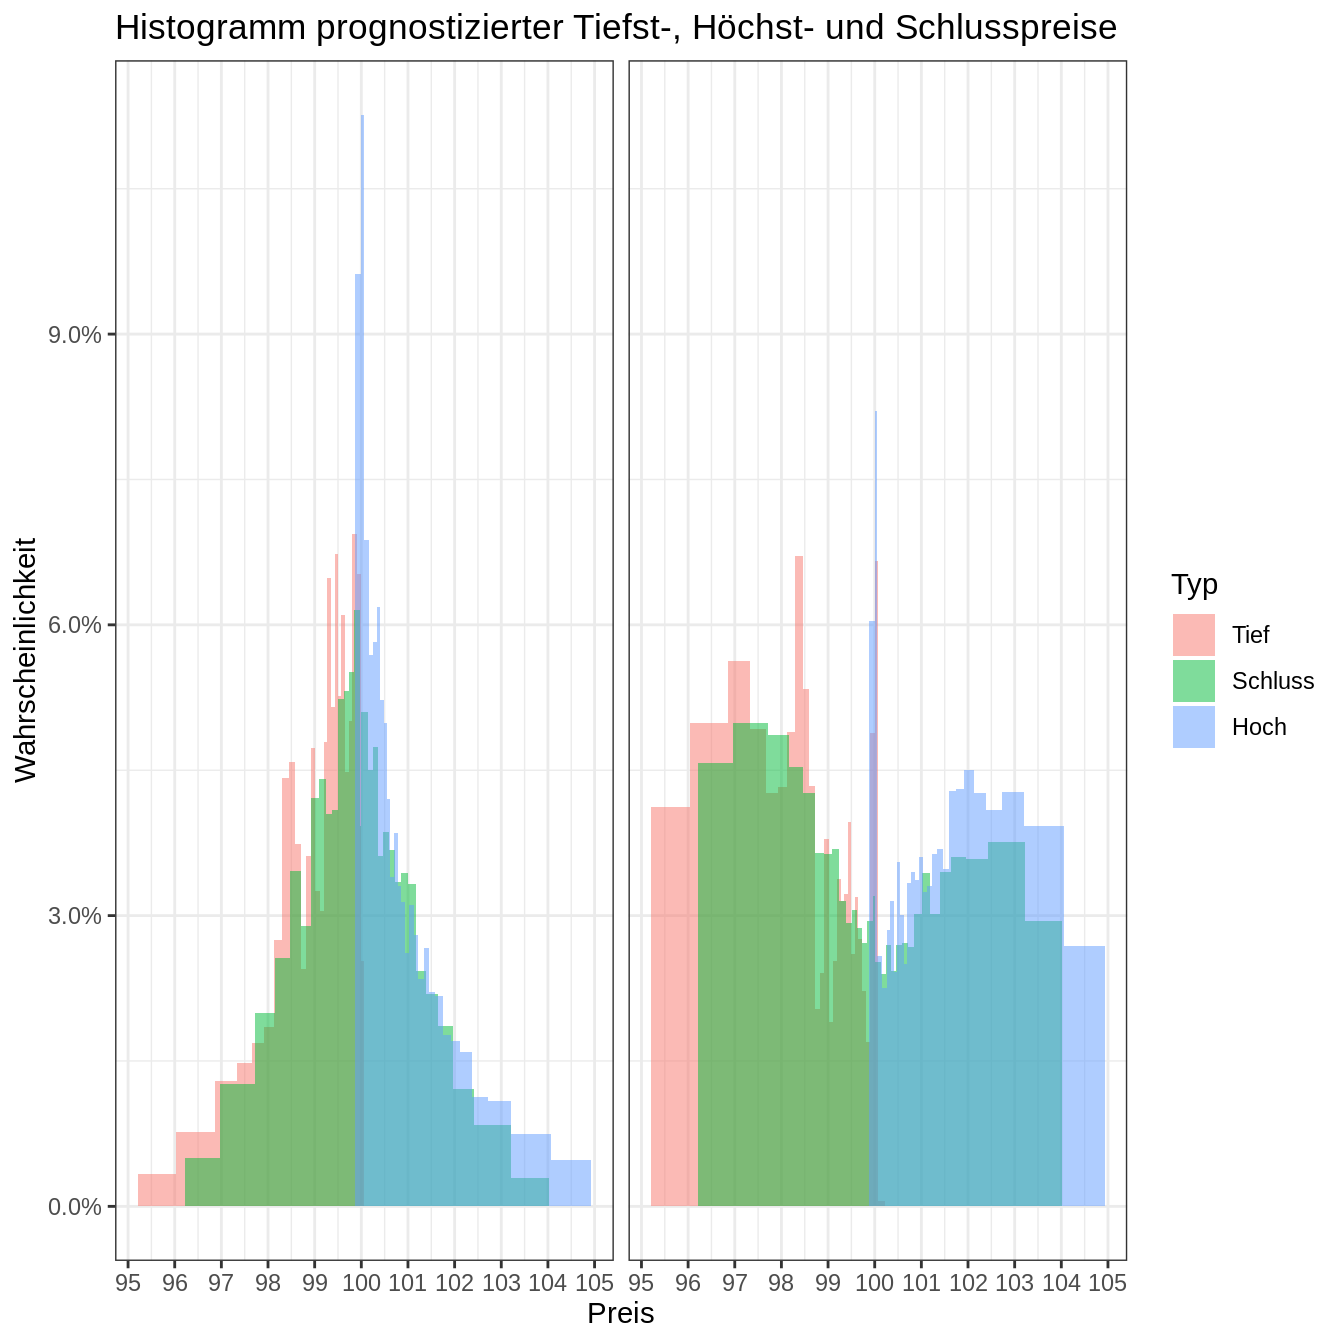 Histogramm prognostizierter Tiefst-, Höchst- und Schlusspreise
Wahrscheinlichkeit
9.0%
6.0%
3.0%
0.0%
95 96 97 98 99 100 101 102 103 104 105
95 96 97 98 99 100 101 102 103 104 105
Preis
Typ
Tief
Schluss
Hoch